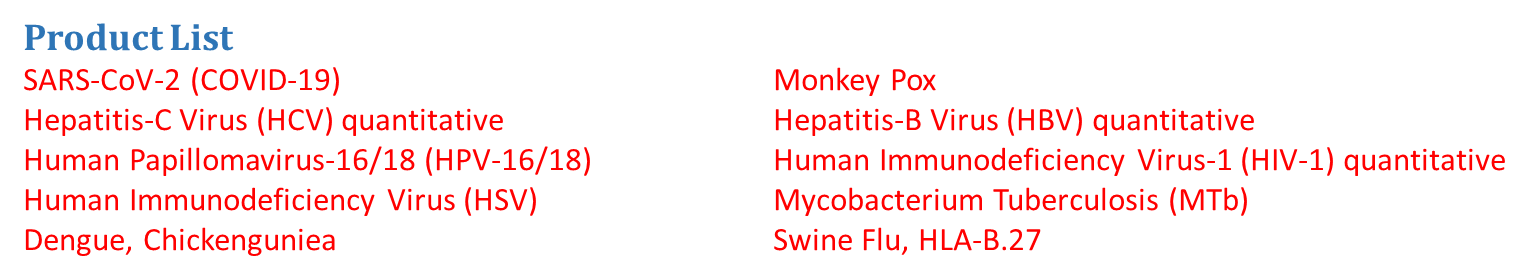 Product List
SARS-CoV-2 (COVID-19)
Hepatitis-C Virus (HCV) quantitative
Human Papillomavirus-16/18 (HPV-16/18)
Human Immunodeficiency Virus (HSV)
Dengue, Chickenguniea
Monkey Pox
Hepatitis-B Virus (HBV) quantitative
Human Immunodeficiency Virus-1 (HIV-1) quantitative
Mycobacterium Tuberculosis (MTb)
Swine Flu, HLA-B.27